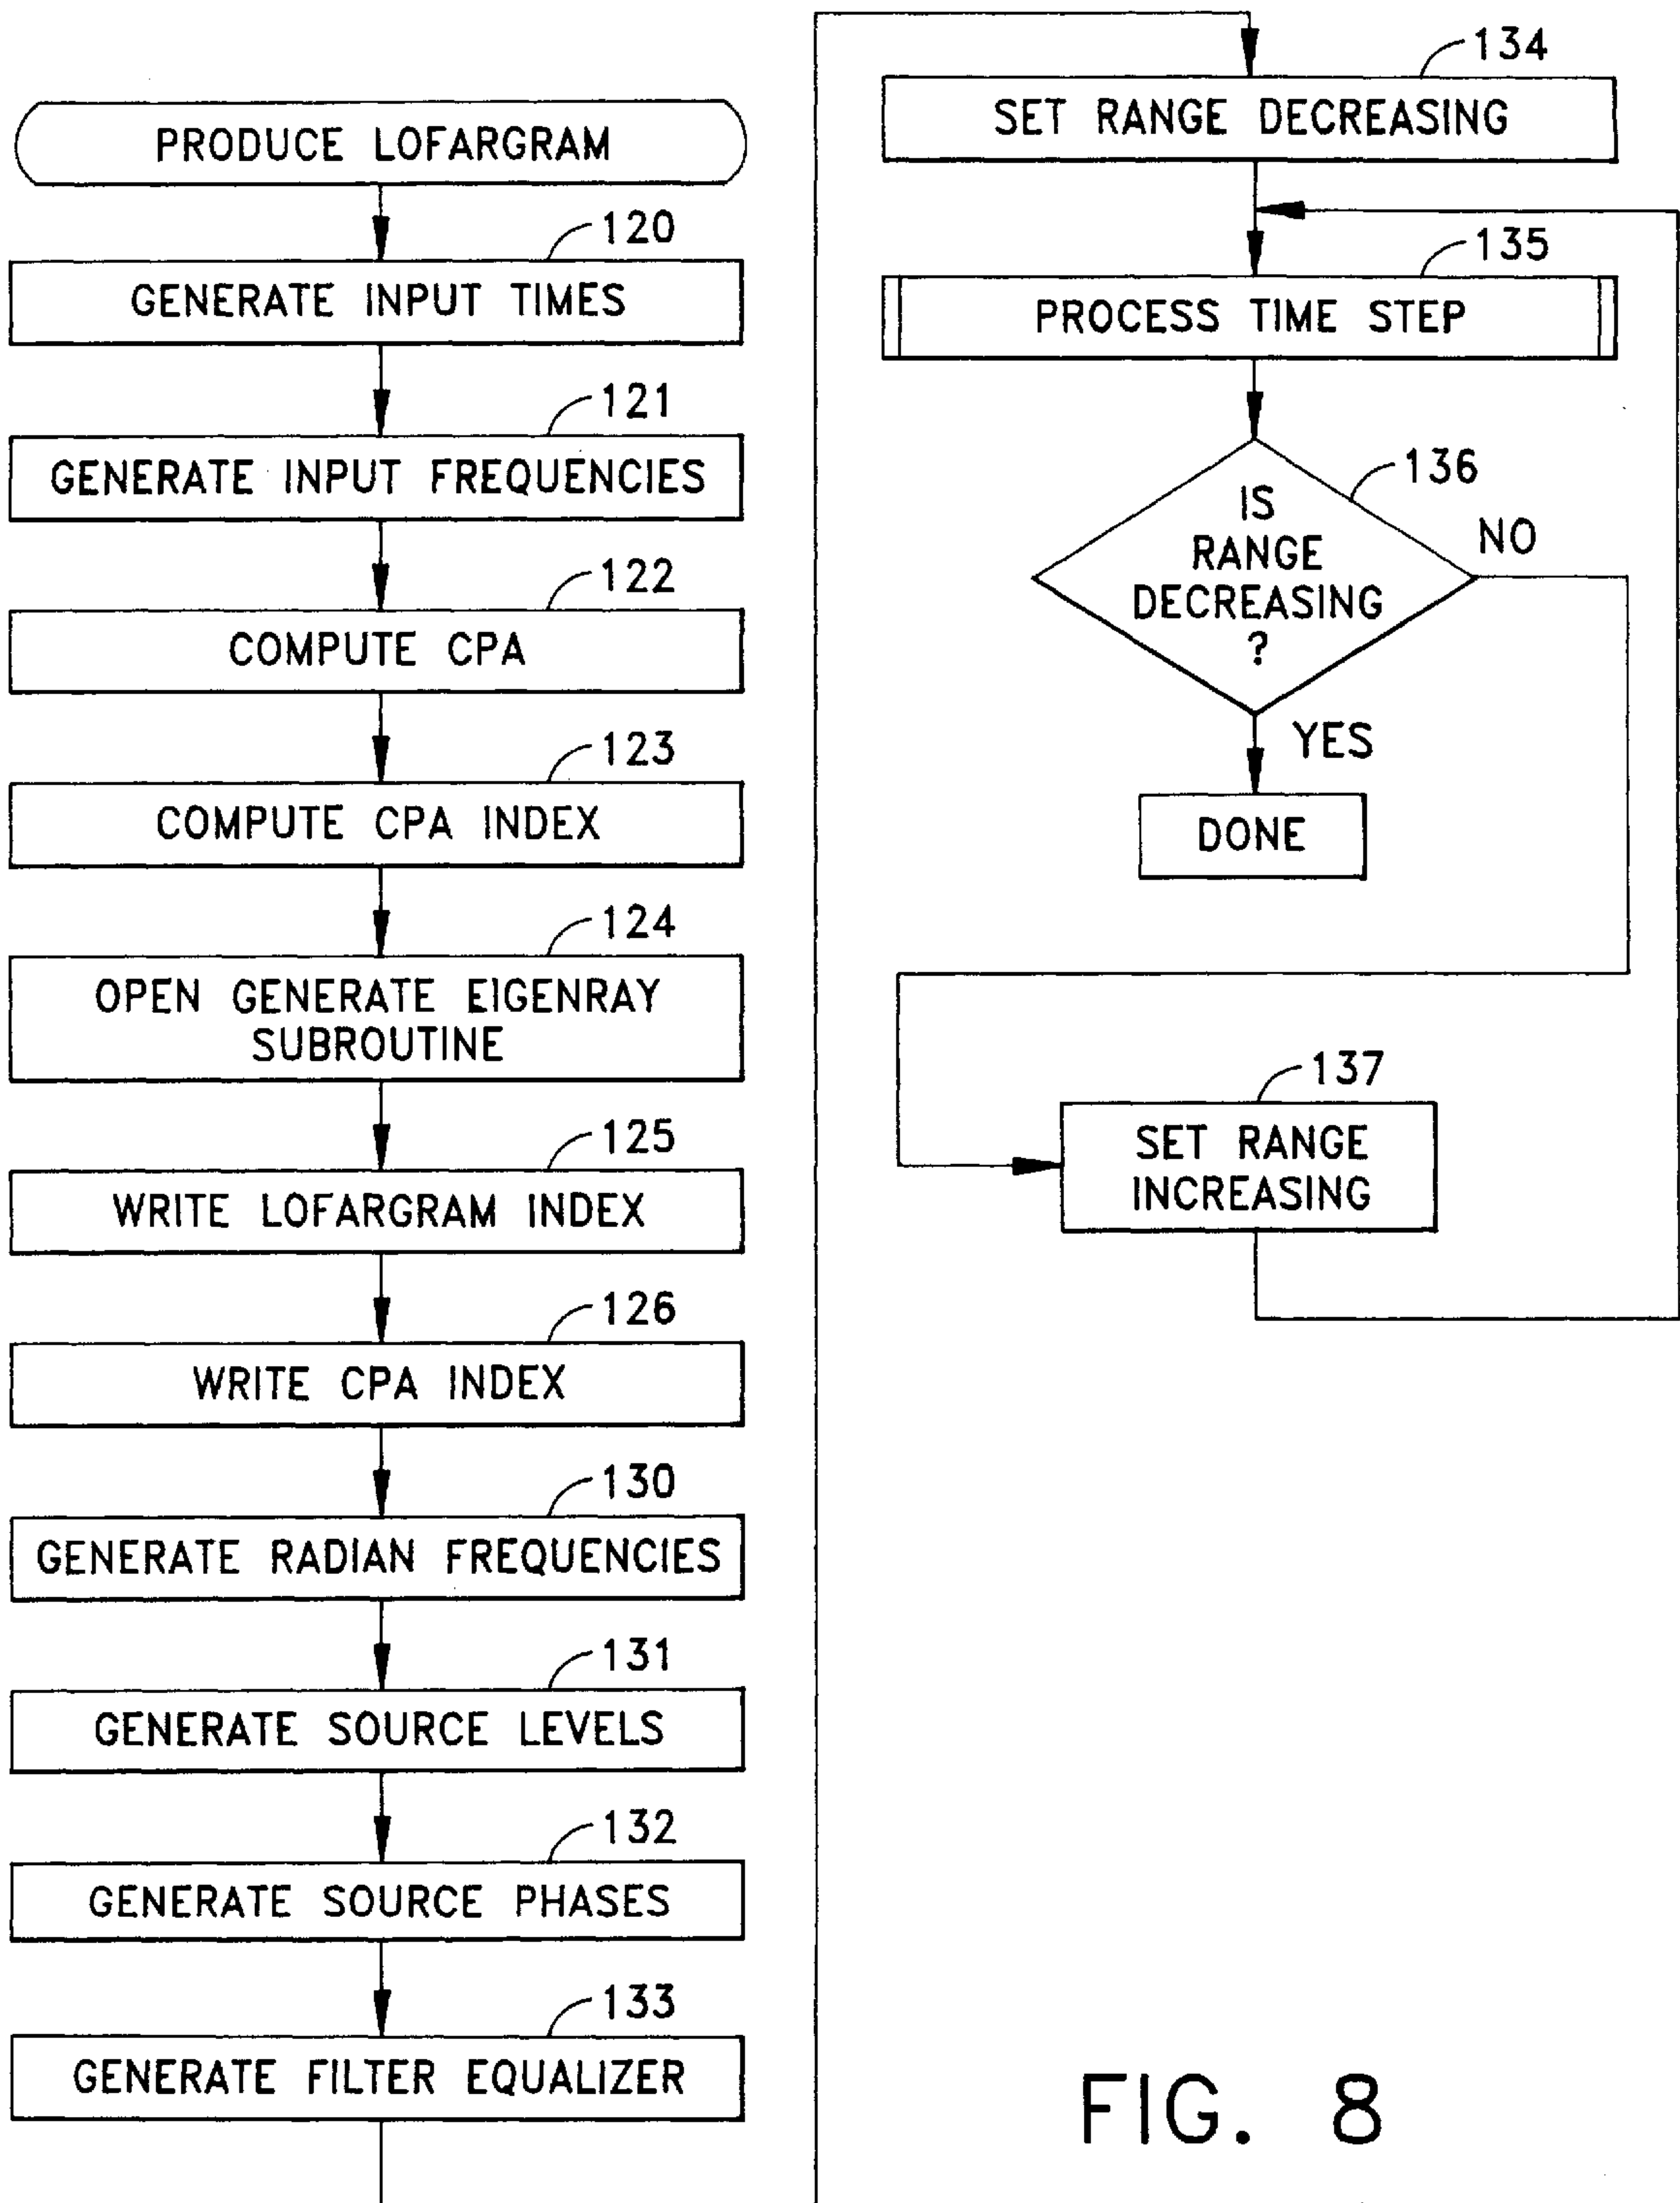 PRODUCE LOFARGRAM
120
GENERATE INPUT TIMES
121
GENERATE INPUT FREQUENCIES
122
COMPUTE CPA
123
COMPUTE CPA INDEX
124
OPEN GENERATE EIGENRAY
SUBROUTINE
125
WRITE LOFARGRAM INDEX
126
WRITE CPA INDEX
130
GENERATE RADIAN FREQUENCIES
131
GENERATE SOURCE LEVELS
132
GENERATE SOURCE PHASES
133
GENERATE FILTER EQUALIZER
134
SET RANGE DECREASING
135
PROCESS TIME STEP
136
IS
RANGE
DECREASING
?
NO
YES
DONE
137
SET RANGE
INCREASING
FIG. 8